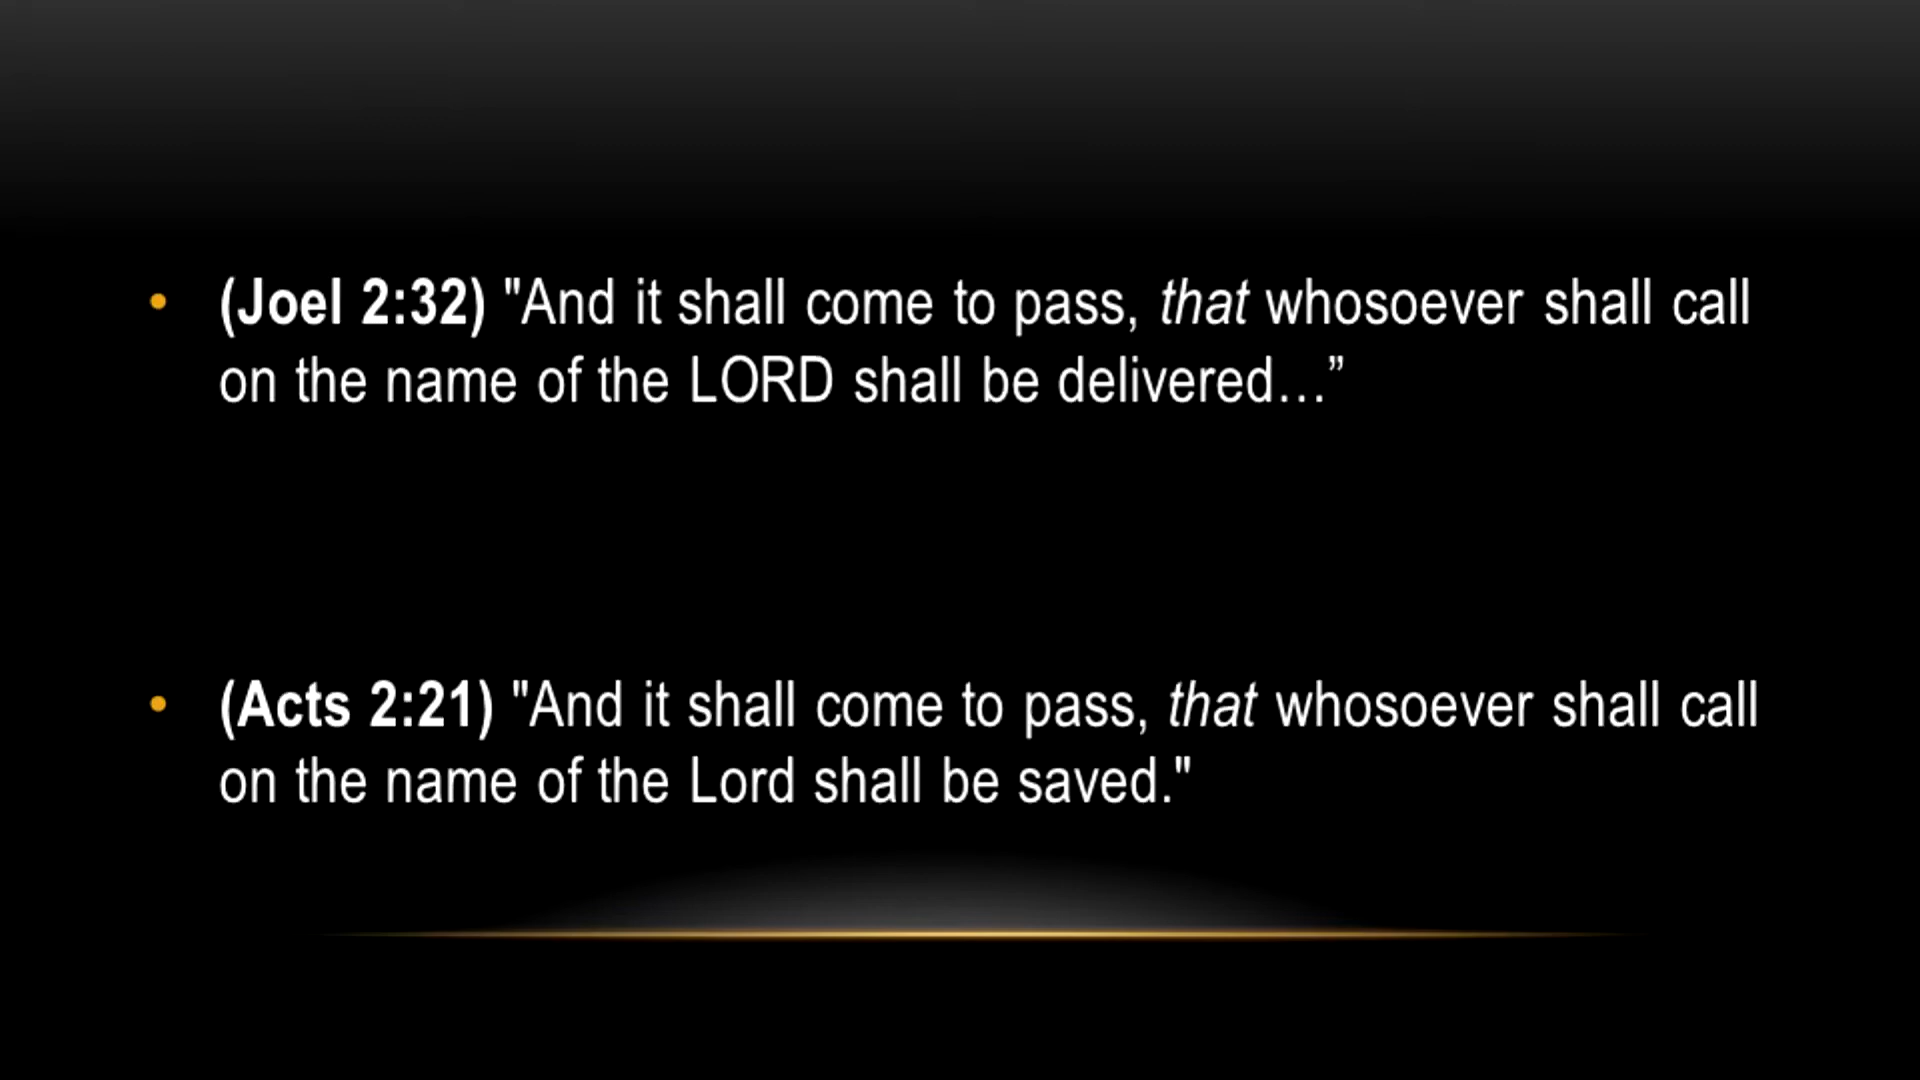 • (Joel 2:32) "And it shall come to pass, that whosoever shall call
on the name of the LORD shall be delivered…”
• (Acts 2:21) "And it shall come to pass, that whosoever shall call
on the name of the Lord shall be saved."